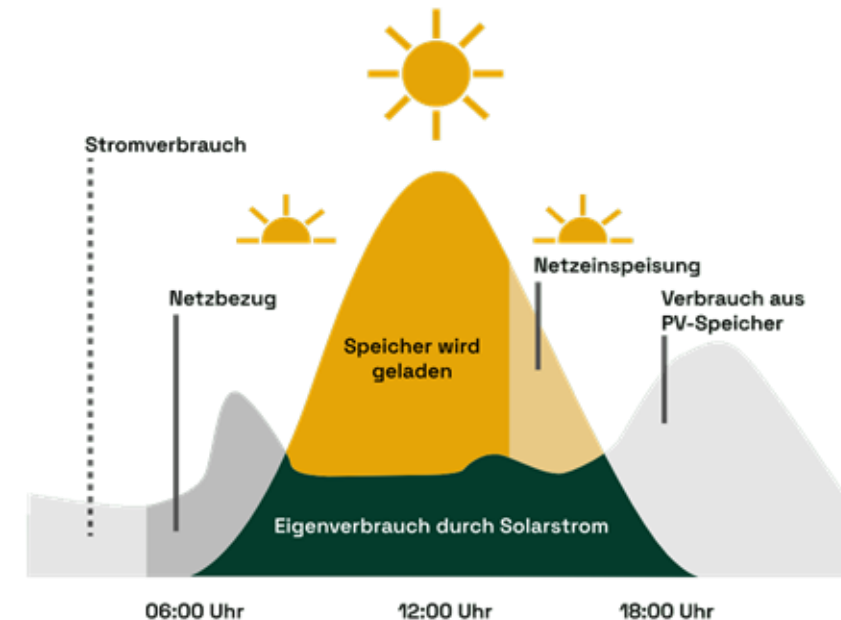 Stromverbrauch
Netzbezug
Netzeinspeisung
Verbrauch aus
PV-Speicher
Speicher wird
geladen
Eigenverbrauch durch Solarstrom
06:00 Uhr
12:00 Uhr
18:00 Uhr